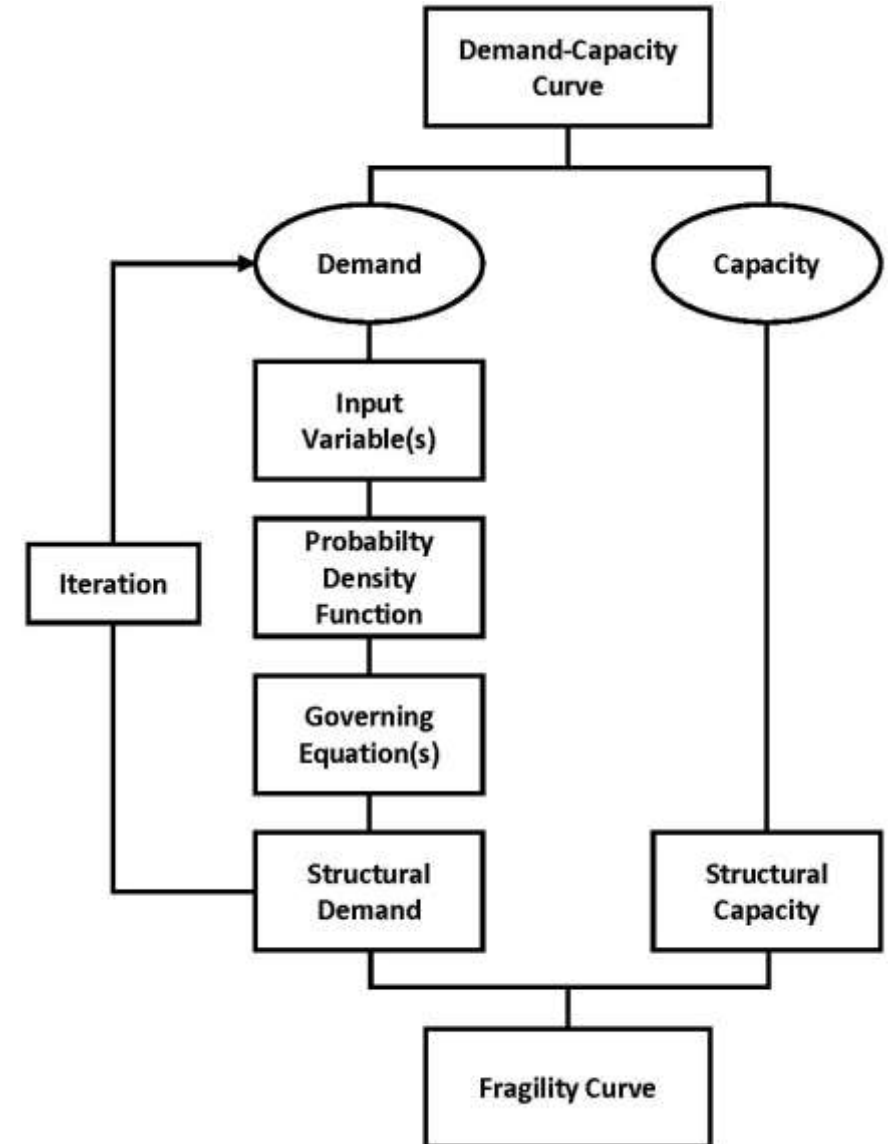 Demand-Capacity
Curve
Demand
Capacity
Input
Variable(s)
Probabilty
Density
Function
Iteration
Governing
Equation(s)
Structural
Demand
Structural
Capacity
Fragility Curve